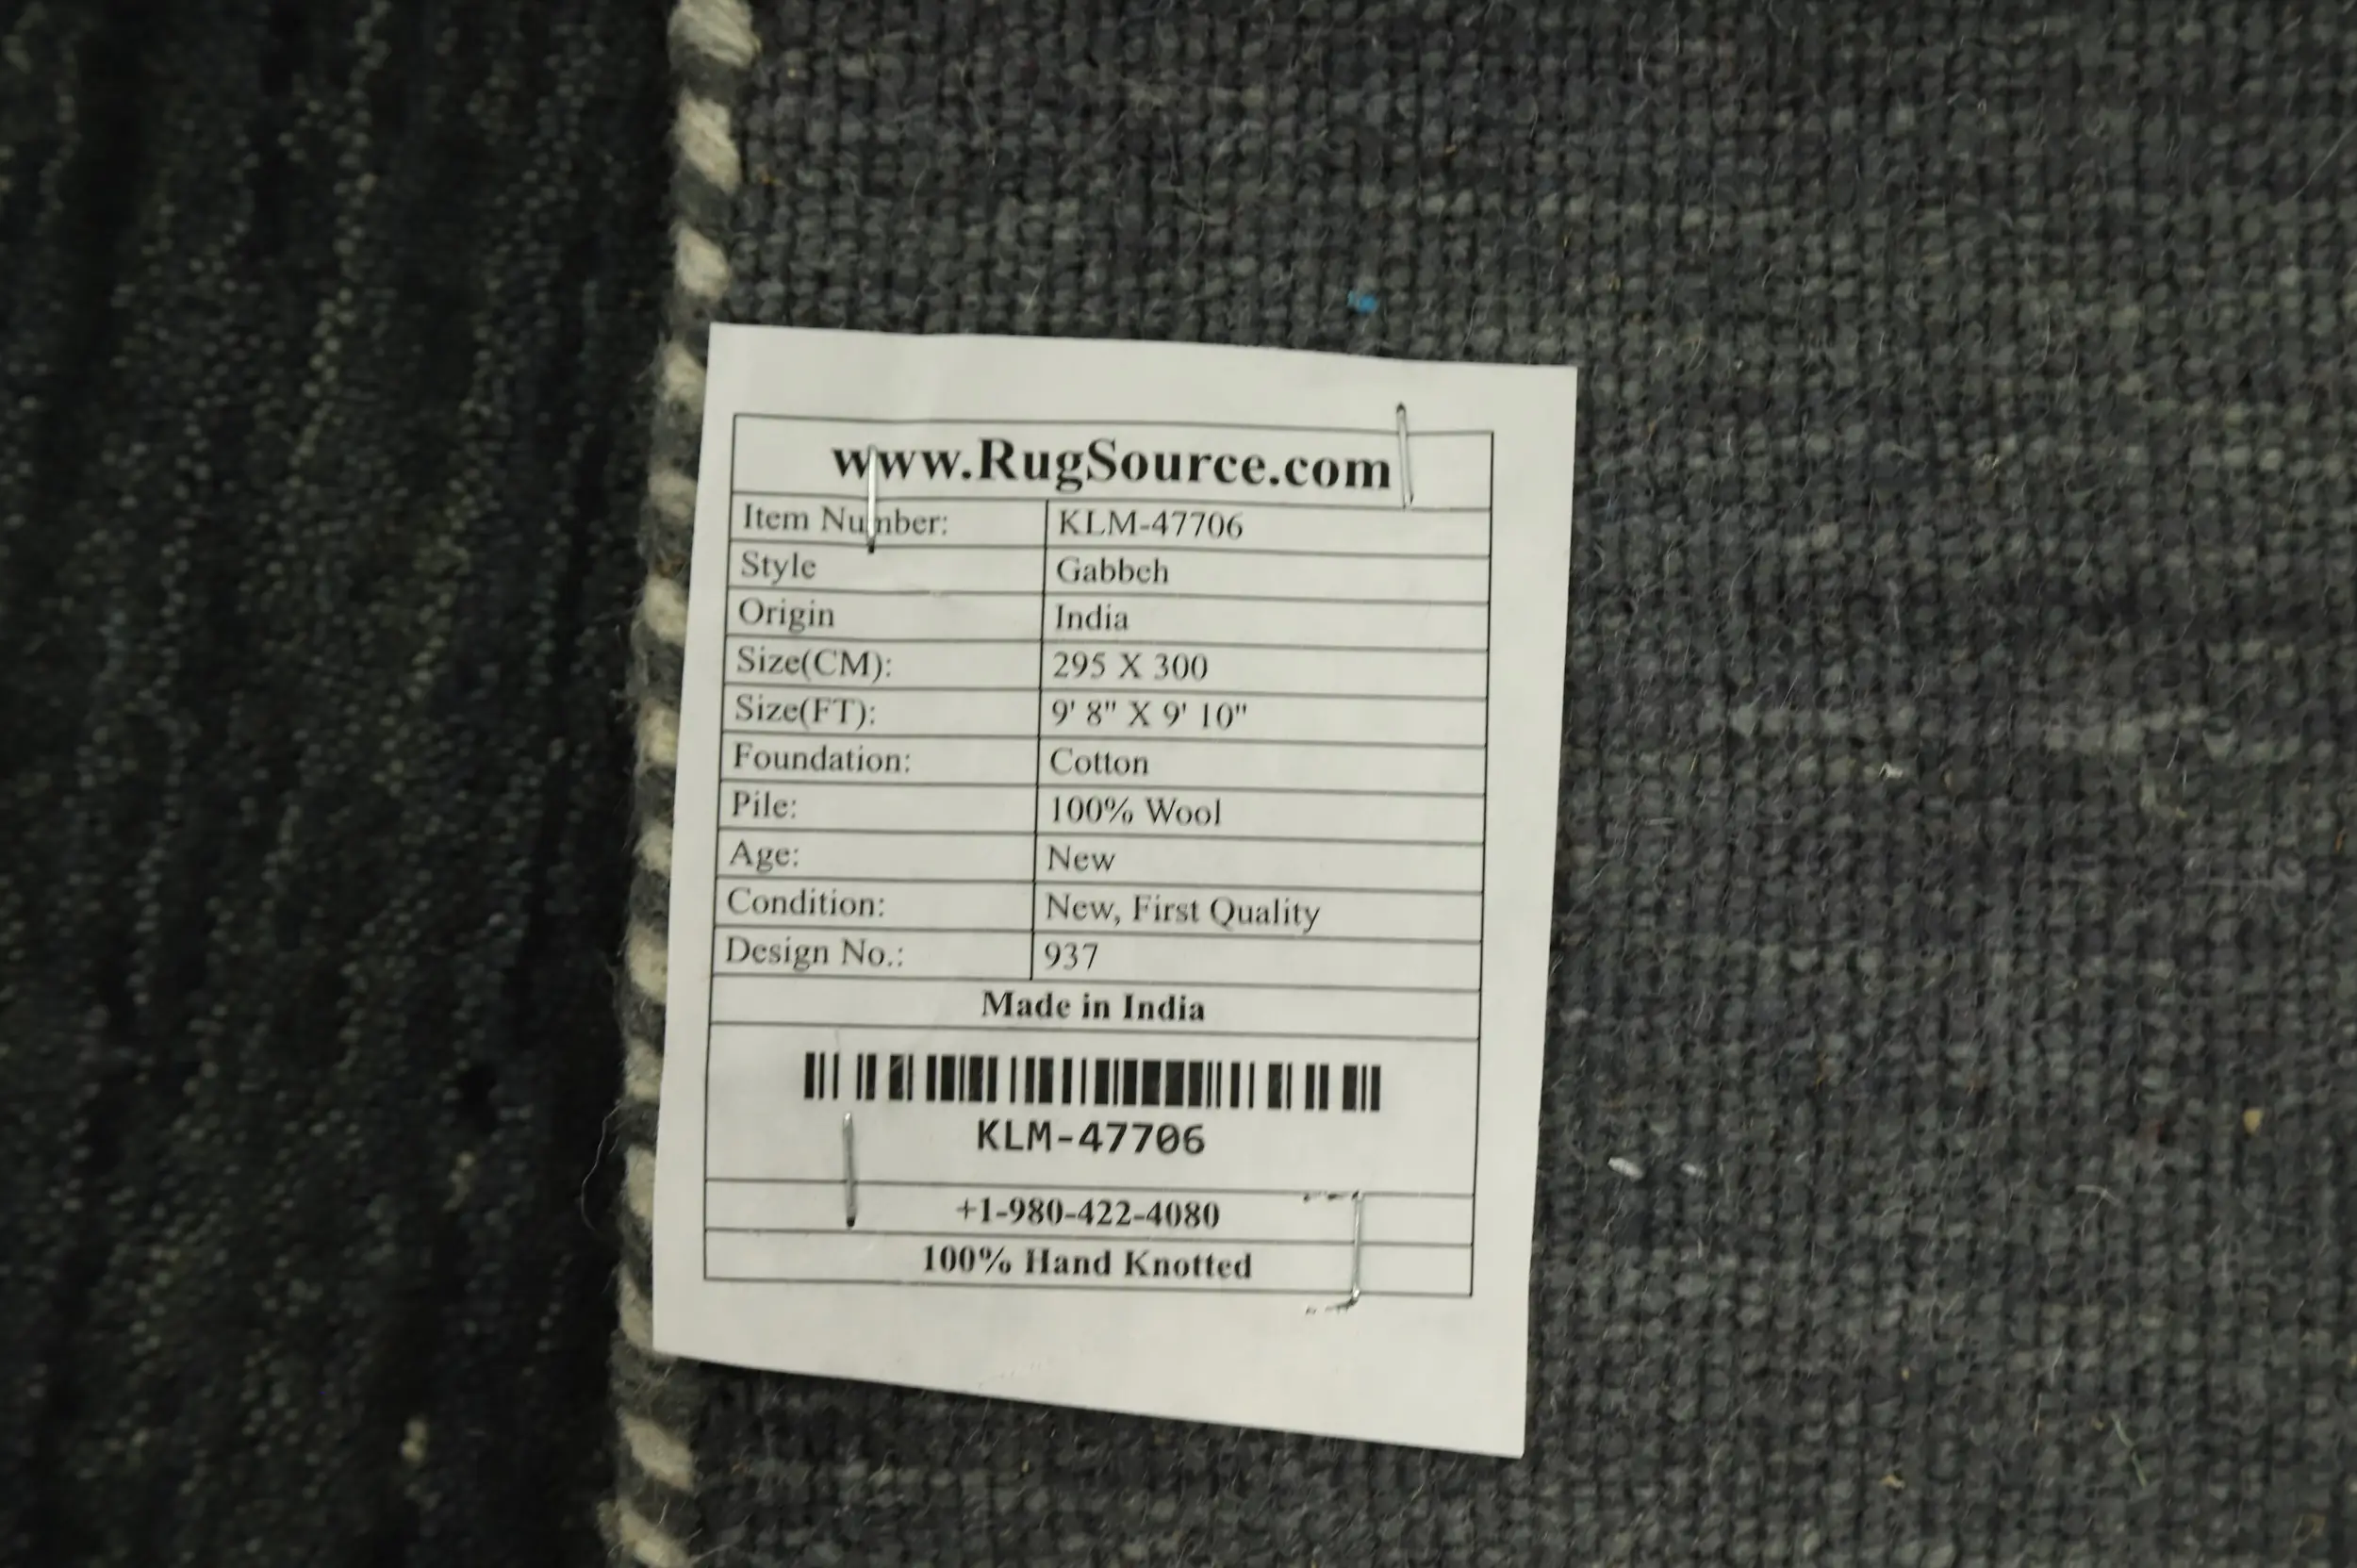 www.RugSource.com
Item Number: KLM-47706
Style Gabbeh
Origin India
Size(CM): 295 X 300
Size(FT): 9' 8" X 9' 10"
Foundation: Cotton
Pile: 100% Wool
Age: New
Condition: New, First Quality
Design No.: 937
Made in India
KLM-47706
+1-980-422-4080
100% Hand Knotted